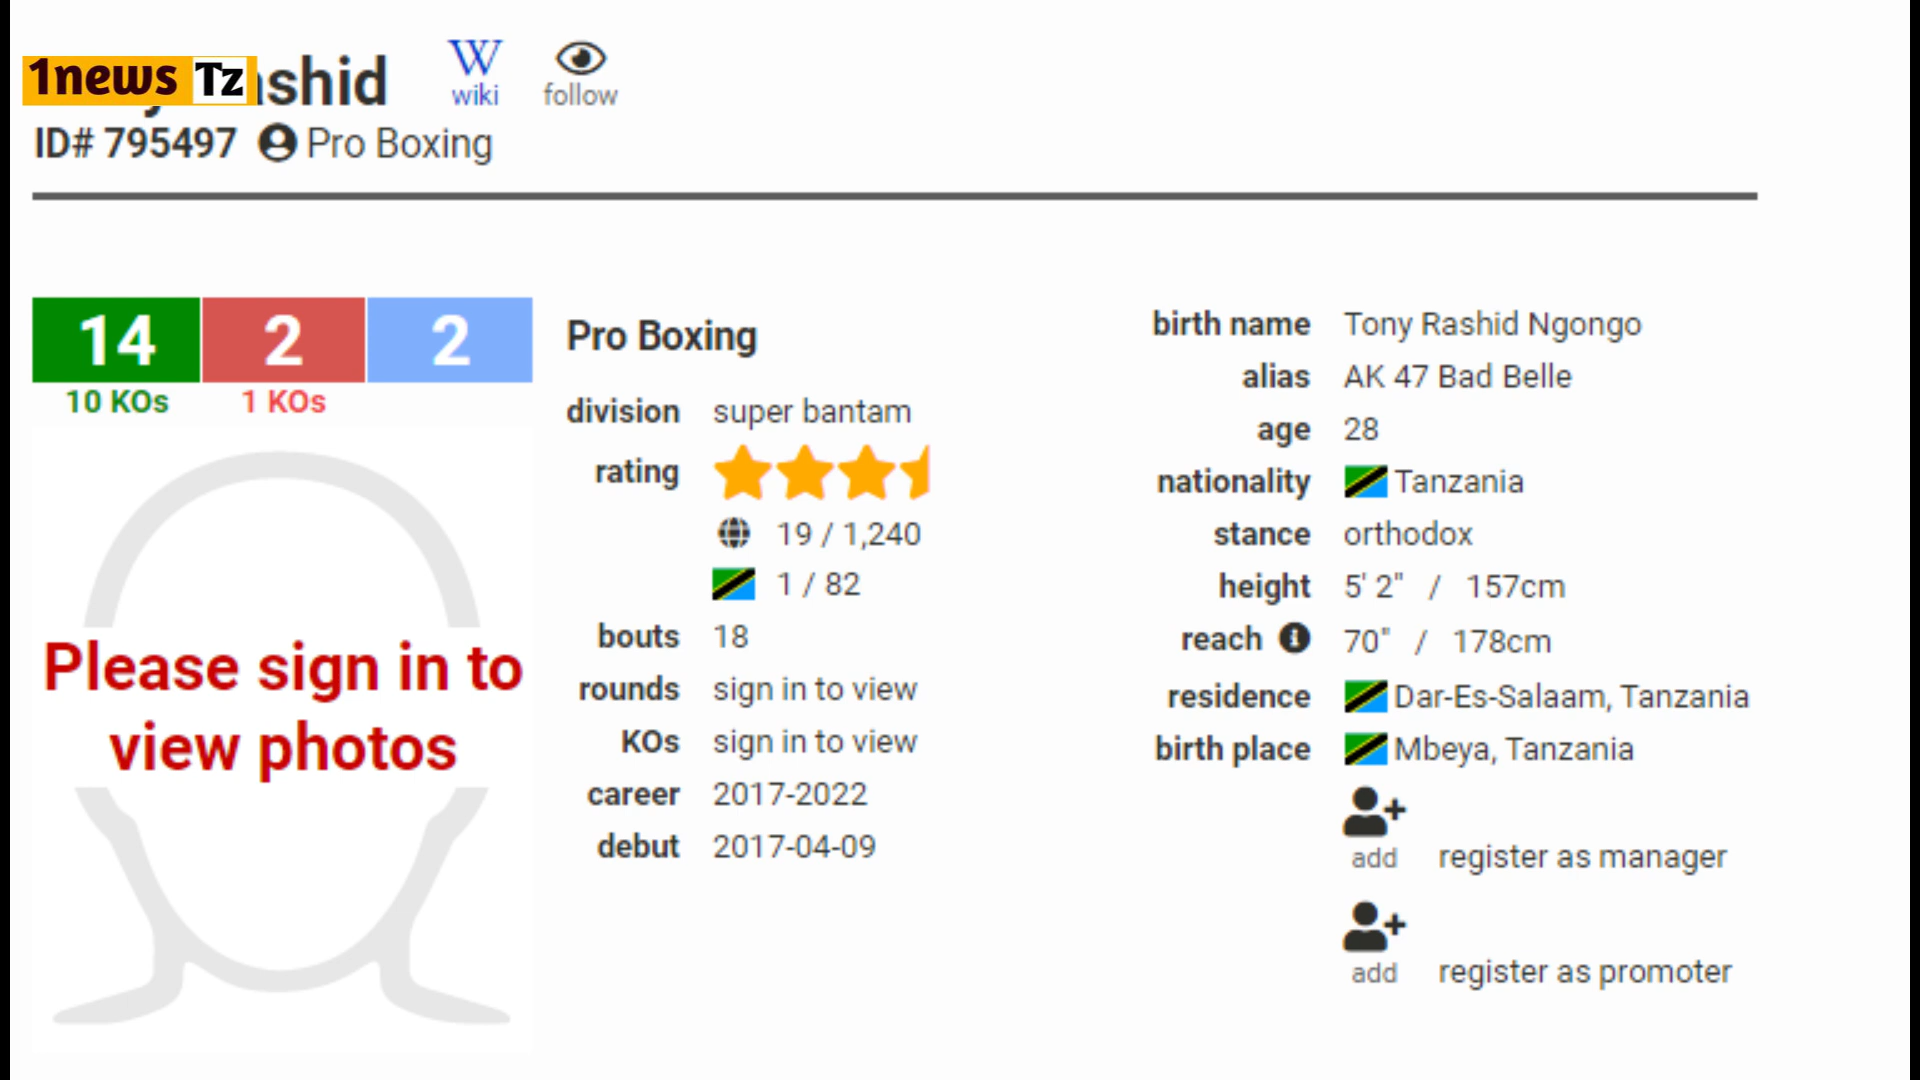 1news Tz
ashid
wiki
follow
ID# 795497 Pro Boxing
14 2 2
10 KOs 1 KOs
Please sign in to
view photos
Pro Boxing
division super bantam
rating
19 / 1,240
1 / 82
bouts 18
rounds sign in to view
KOs sign in to view
career 2017-2022
debut 2017-04-09
birth name Tony Rashid Ngongo
alias AK 47 Bad Belle
age 28
nationality Tanzania
stance orthodox
height 5' 2" / 157cm
reach 70" / 178cm
residence Dar-Es-Salaam, Tanzania
birth place Mbeya, Tanzania
add register as manager
add register as promoter